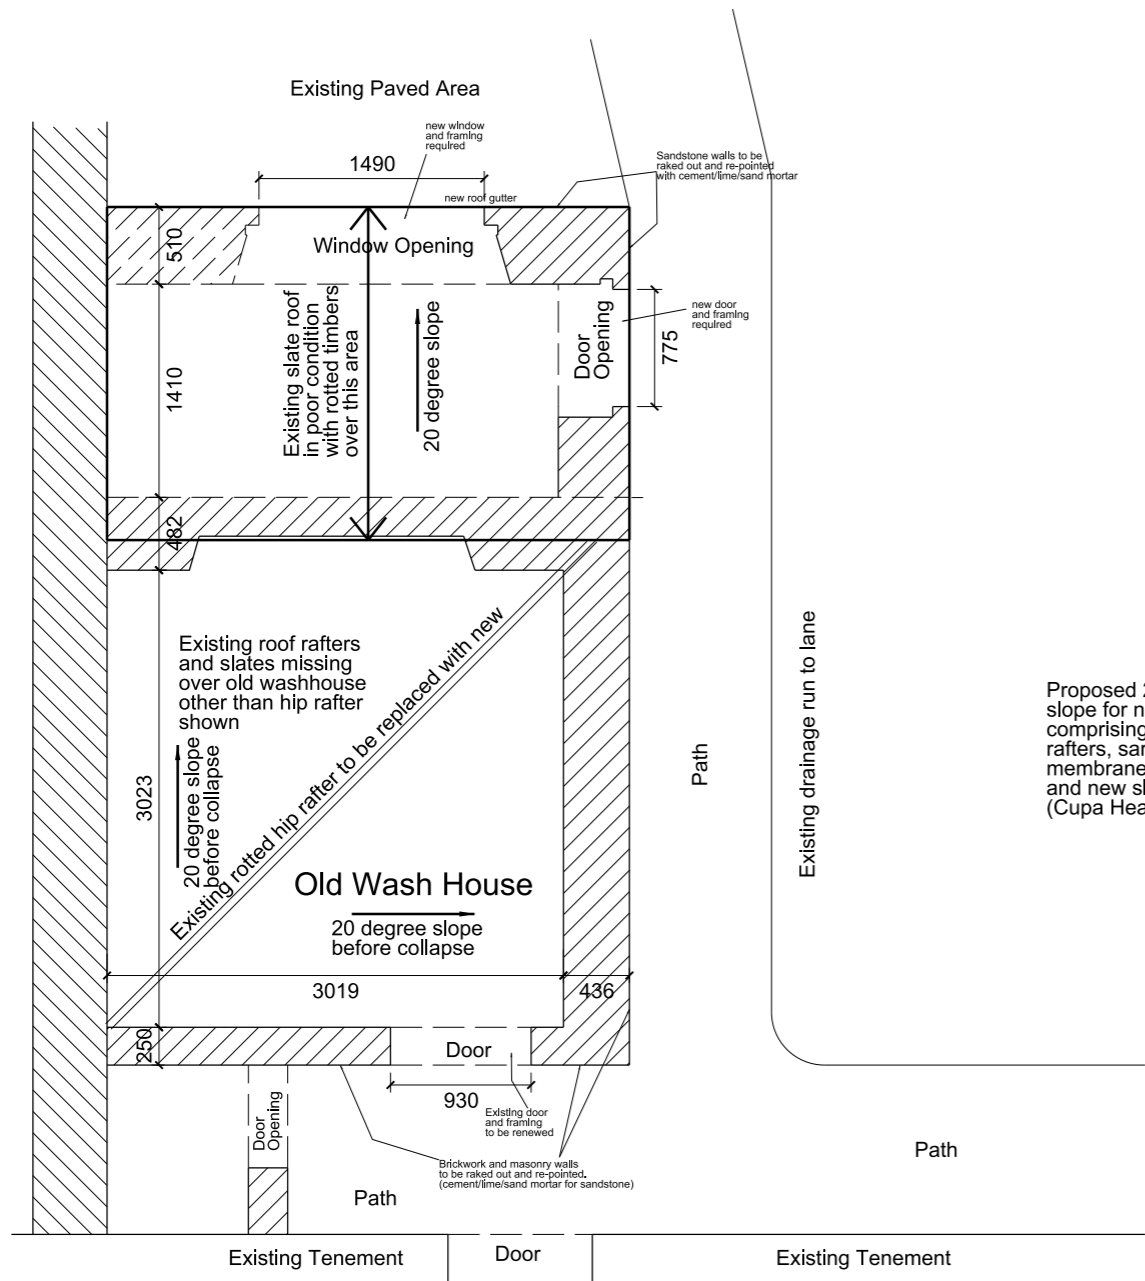 Existing Paved Area
new window
and framing
required
1490
Sandstone walls to be
raked out and re-pointed
with cement/lime/sand mortar
new roof gutter
510
Window Opening
Door
Opening
new door
and framing
required
775
1410
Existing slate roof
in poor condition
with rotted timbers
over this area
20 degree slope
482
Existing roof rafters
and slates missing
over old washhouse
other than hip rafter
shown
20 degree slope
before collapse
3023
Existing rotted hip rafter to be replaced with new
Old Wash House
20 degree slope
before collapse
Path
Existing drainage run to lane
Proposed 2
slope for n
comprising
rafters, sar
membrane
and new sl
(Cupa Hea
3019
436
250
Door
930
Existing door
and framing
to be renewed
Door
Opening
Brickwork and masonry walls
to be raked out and re-pointed.
(cement/lime/sand mortar for sandstone)
Path
Path
Existing Tenement
Door
Existing Tenement